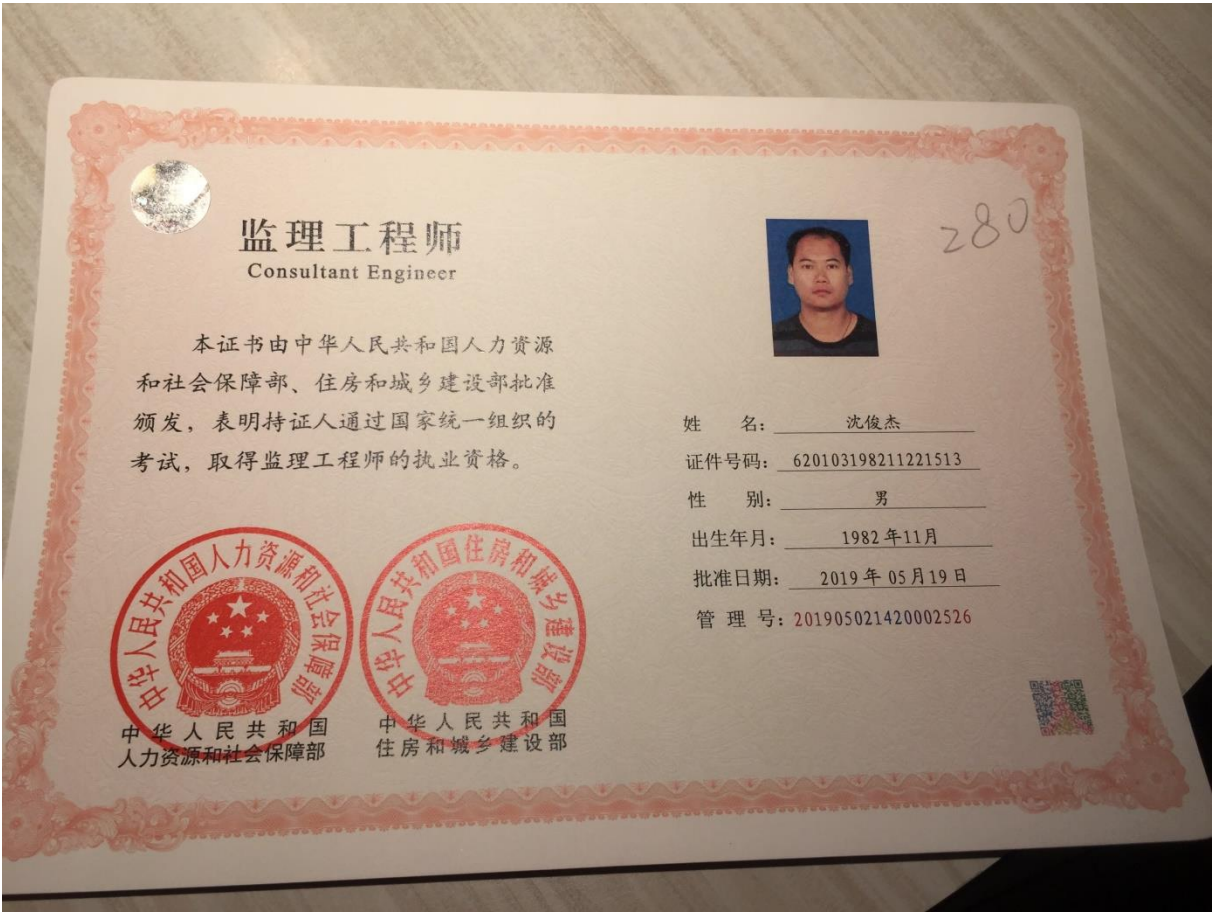 监理工程师
Consultant Engineer
本证书由中华人民共和国人力资源
和社会保障部、住房和城乡建设部批准
颁发，表明持证人通过国家统一组织的
考试，取得监理工程师的执业资格。
中华人民共和国人力资源和社会保障部
中华人民共和国住房和城乡建设部
中华人民共和国
人力资源和社会保障部
中华人民共和国
住房和城乡建设部
280
姓 名：沈俊杰
证件号码：620103198211221513
性 别：男
出生年月：1982年11月
批准日期：2019年05月19日
管 理 号：201905021420002526